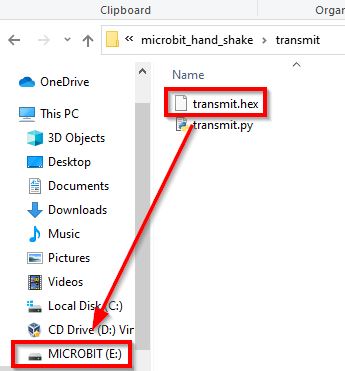 Clipboard
Organ
« microbit_hand_shake > transmit
OneDrive
This PC
3D Objects
Desktop
Documents
Downloads
Music
Pictures
Videos
Local Disk (C:)
CD Drive (D:) Vir
MICROBIT (E:)
Name
transmit.hex
transmit.py